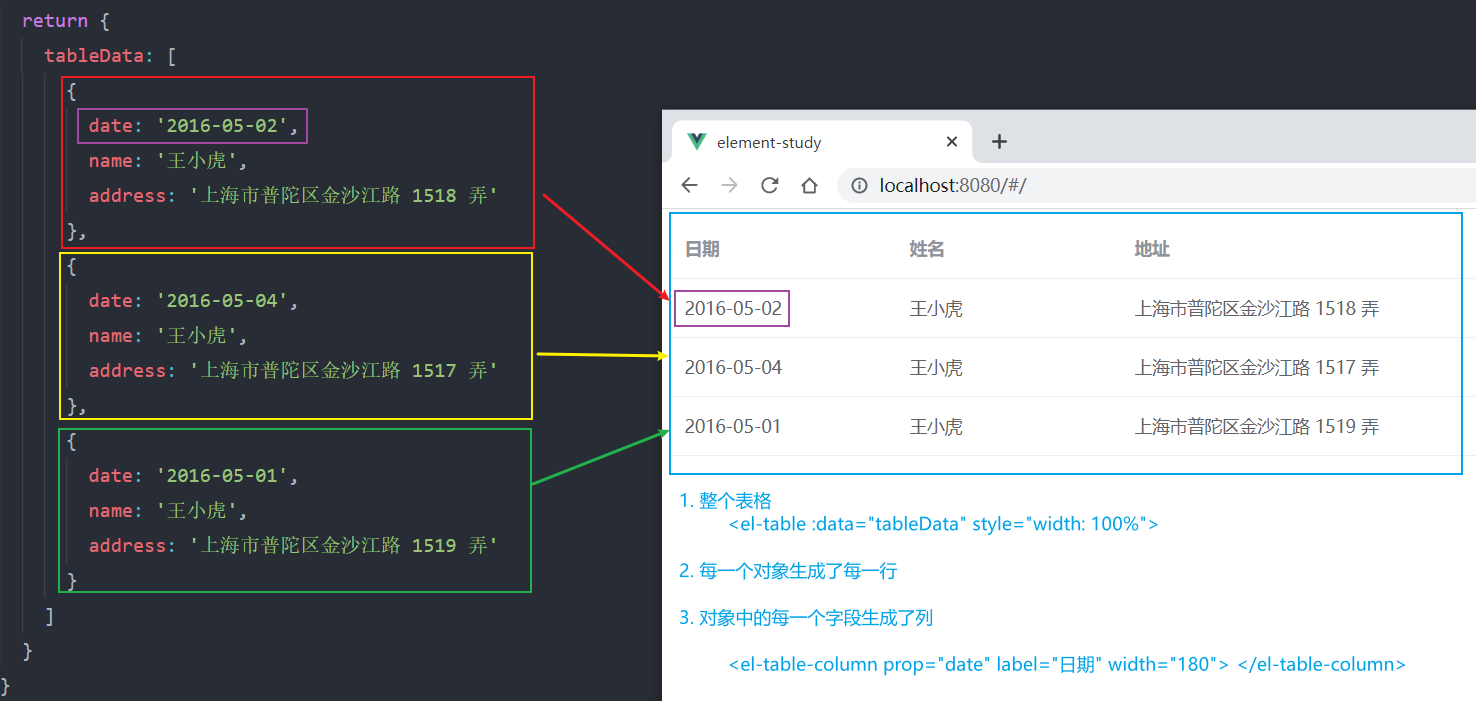 return {
tableData: [
{
date: '2016-05-02',
name: '王小虎',
address: '上海市普陀区金沙江路 1518 弄'
},
{
date: '2016-05-04',
name: '王小虎',
address: '上海市普陀区金沙江路 1517 弄'
},
{
date: '2016-05-01',
name: '王小虎',
address: '上海市普陀区金沙江路 1519 弄'
}
]
}
}
element-study
localhost:8080/#/
日期 姓名 地址
2016-05-02 王小虎 上海市普陀区金沙江路 1518 弄
2016-05-04 王小虎 上海市普陀区金沙江路 1517 弄
2016-05-01 王小虎 上海市普陀区金沙江路 1519 弄
1. 整个表格
<el-table :data="tableData" style="width: 100%">
2. 每一个对象生成了每一行
3. 对象中的每一个字段生成了列
<el-table-column prop="date" label="日期" width="180"> </el-table-column>